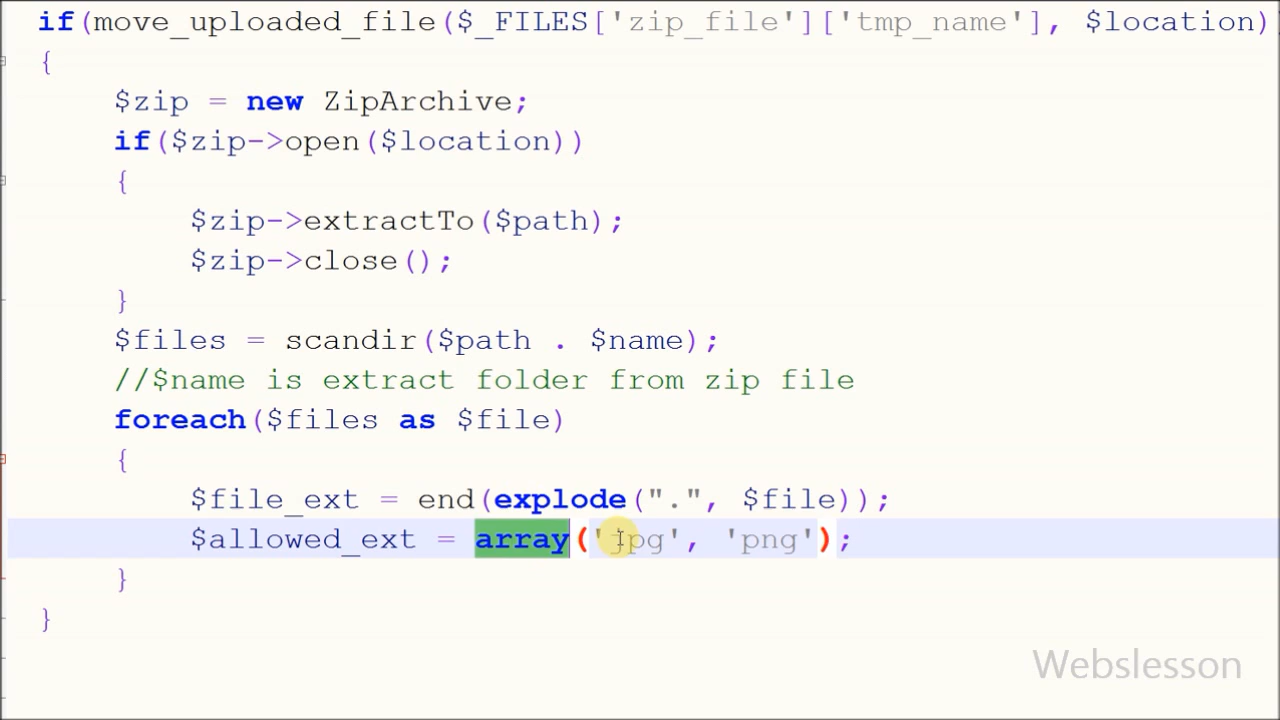 if(move_uploaded_file($_FILES['zip_file']['tmp_name'], $location)
{
$zip = new ZipArchive;
if($zip->open($location))
{
$zip->extractTo($path);
$zip->close();
}
$files = scandir($path . $name);
//$name is extract folder from zip file
foreach($files as $file)
{
$file_ext = end(explode(".", $file));
$allowed_ext = array('jpg', 'png');
}
}
Webslesson